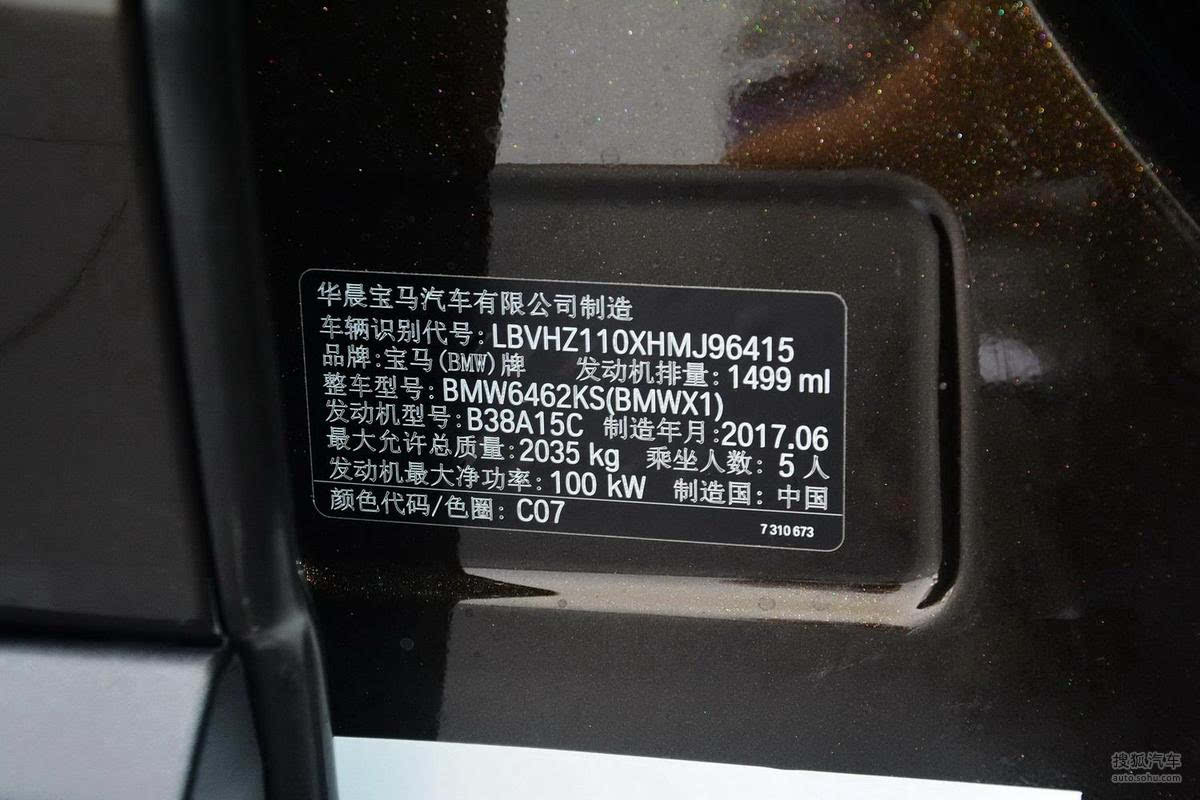 华晨宝马汽车有限公司制造
车辆识别代号:LBVHZ110XHMJ96415
品牌:宝马(BMW)牌 发动机排量:1499 ml
整车型号:BMW6462KS(BMWX1)
发动机型号:B38A15C 制造年月:2017.06
最大允许总质量:2035 kg 乘坐人数: 5 人
发动机最大净功率: 100 kW 制造国: 中国
颜色代码/色圈: C07
7 310 673
搜狐汽车
auto.sohu.com